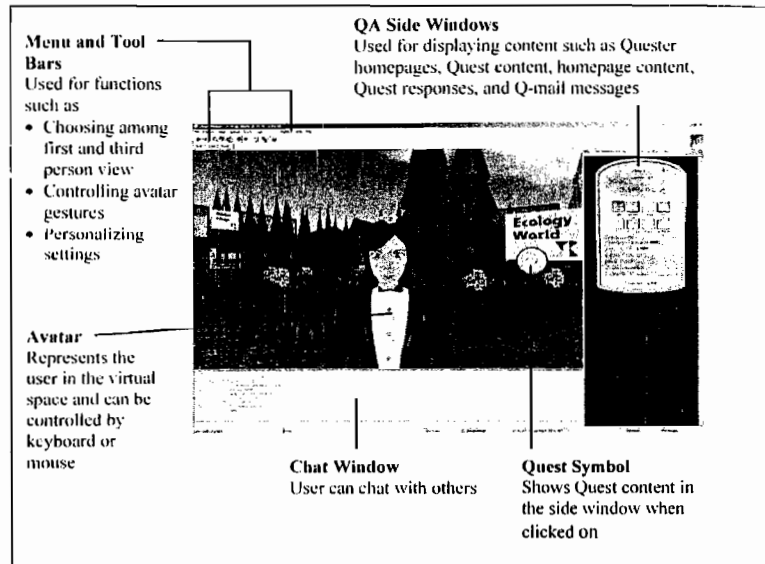 Menu and Tool
Bars
Used for functions
such as
• Choosing among
first and third
person view
• Controlling avatar
gestures
• Personalizing
settings
QA Side Windows
Used for displaying content such as Quester
homepages, Quest content, homepage content,
Quest responses, and Q-mail messages
Ecology
World
Avatar
Represents the
user in the virtual
space and can be
controlled by
keyboard or
mouse
Chat Window
User can chat with others
Quest Symbol
Shows Quest content in
the side window when
clicked on